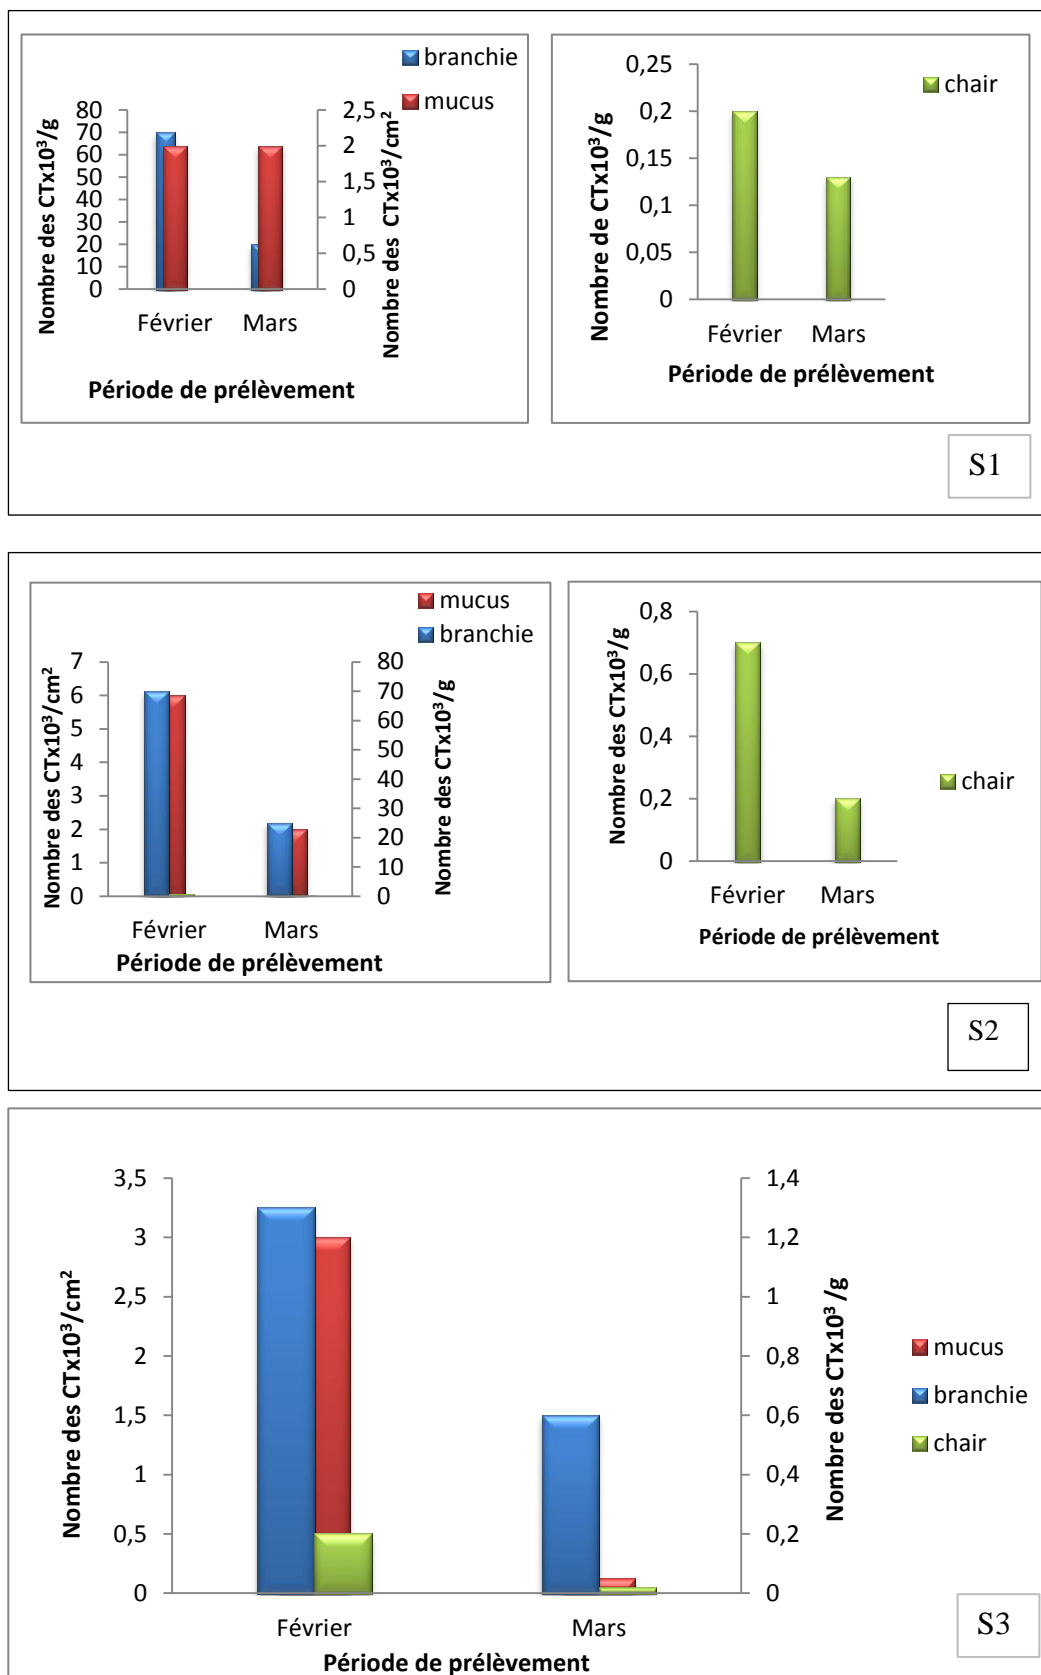 branchie
mucus
Nombre des CTx10³/g
80
70
60
50
40
30
20
10
0
2,5
2
1,5
1
0,5
0
Nombre des CTx10³/cm²
Février Mars
Période de prélèvement
Nombre de CTx10³/g
0,25
0,2
0,15
0,1
0,05
0
chair
Février Mars
Période de prélèvement
S1
mucus
branchie
Nombre des CTx10³/cm²
7
6
5
4
3
2
1
0
80
70
60
50
40
30
20
10
0
Nombre des CTx10³/g
Février Mars
Période de prélèvement
Nombre des CTx10³/g
0,8
0,6
0,4
0,2
0
chair
Février Mars
Période de prélèvement
S2
Nombre des CTx10³/cm²
3,5
3
2,5
2
1,5
1
0,5
0
1,4
1,2
1
0,8
0,6
0,4
0,2
0
Nombre des CTx10³ /g
mucus
branchie
chair
Février Mars
Période de prélèvement
S3